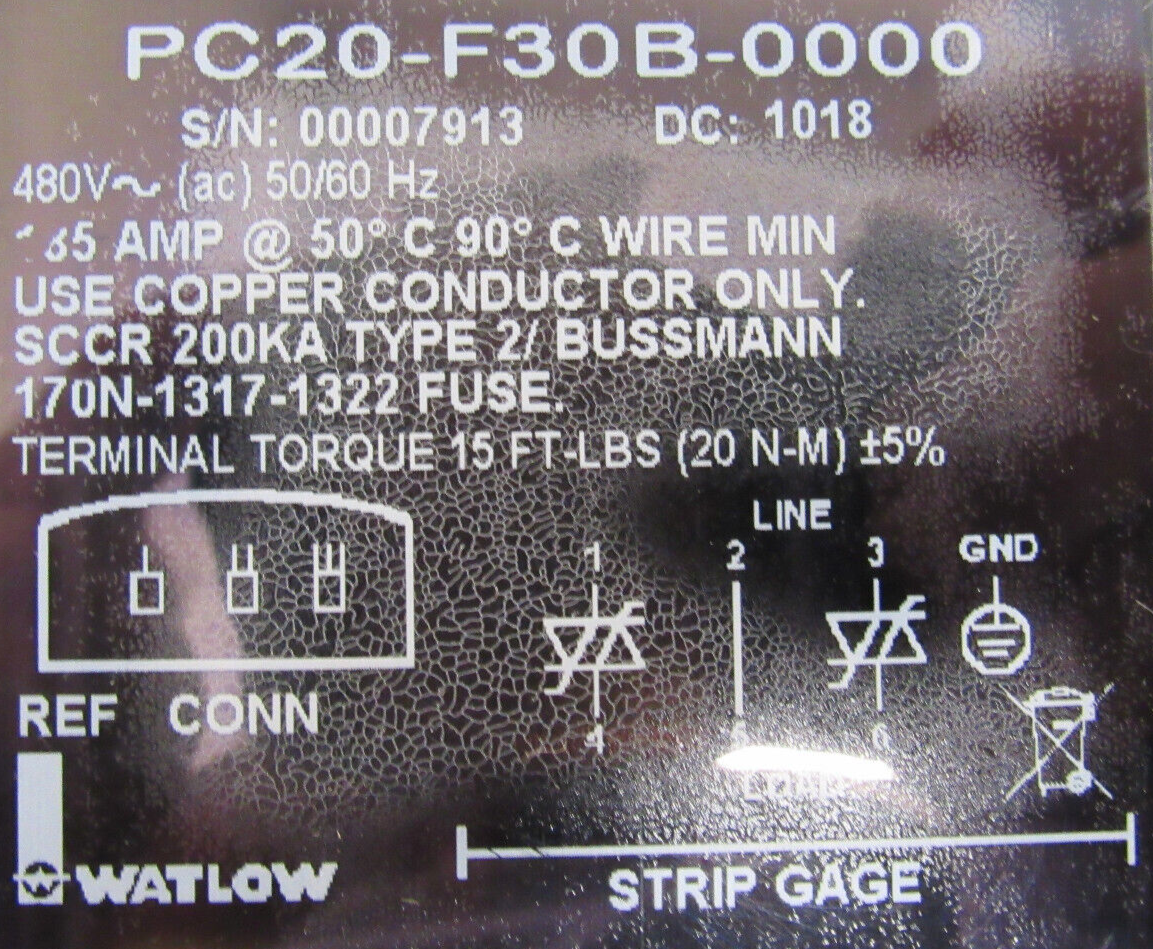 PC20-F30B-0000
S/N: 00007913 DC: 1018
480V~ (ac) 50/60 Hz
AMP @ 50° C 90° C WIRE MIN
USE COPPER CONDUCTOR ONLY.
SCCR 200KA TYPE 2/ BUSSMANN
170N-1317-1322 FUSE.
TERMINAL TORQUE 15 FT-LBS (20 N-M) ±5%
LINE
1 2 3 GND
REF CONN
4 5 6
LOAD
WATLOW
STRIP GAGE